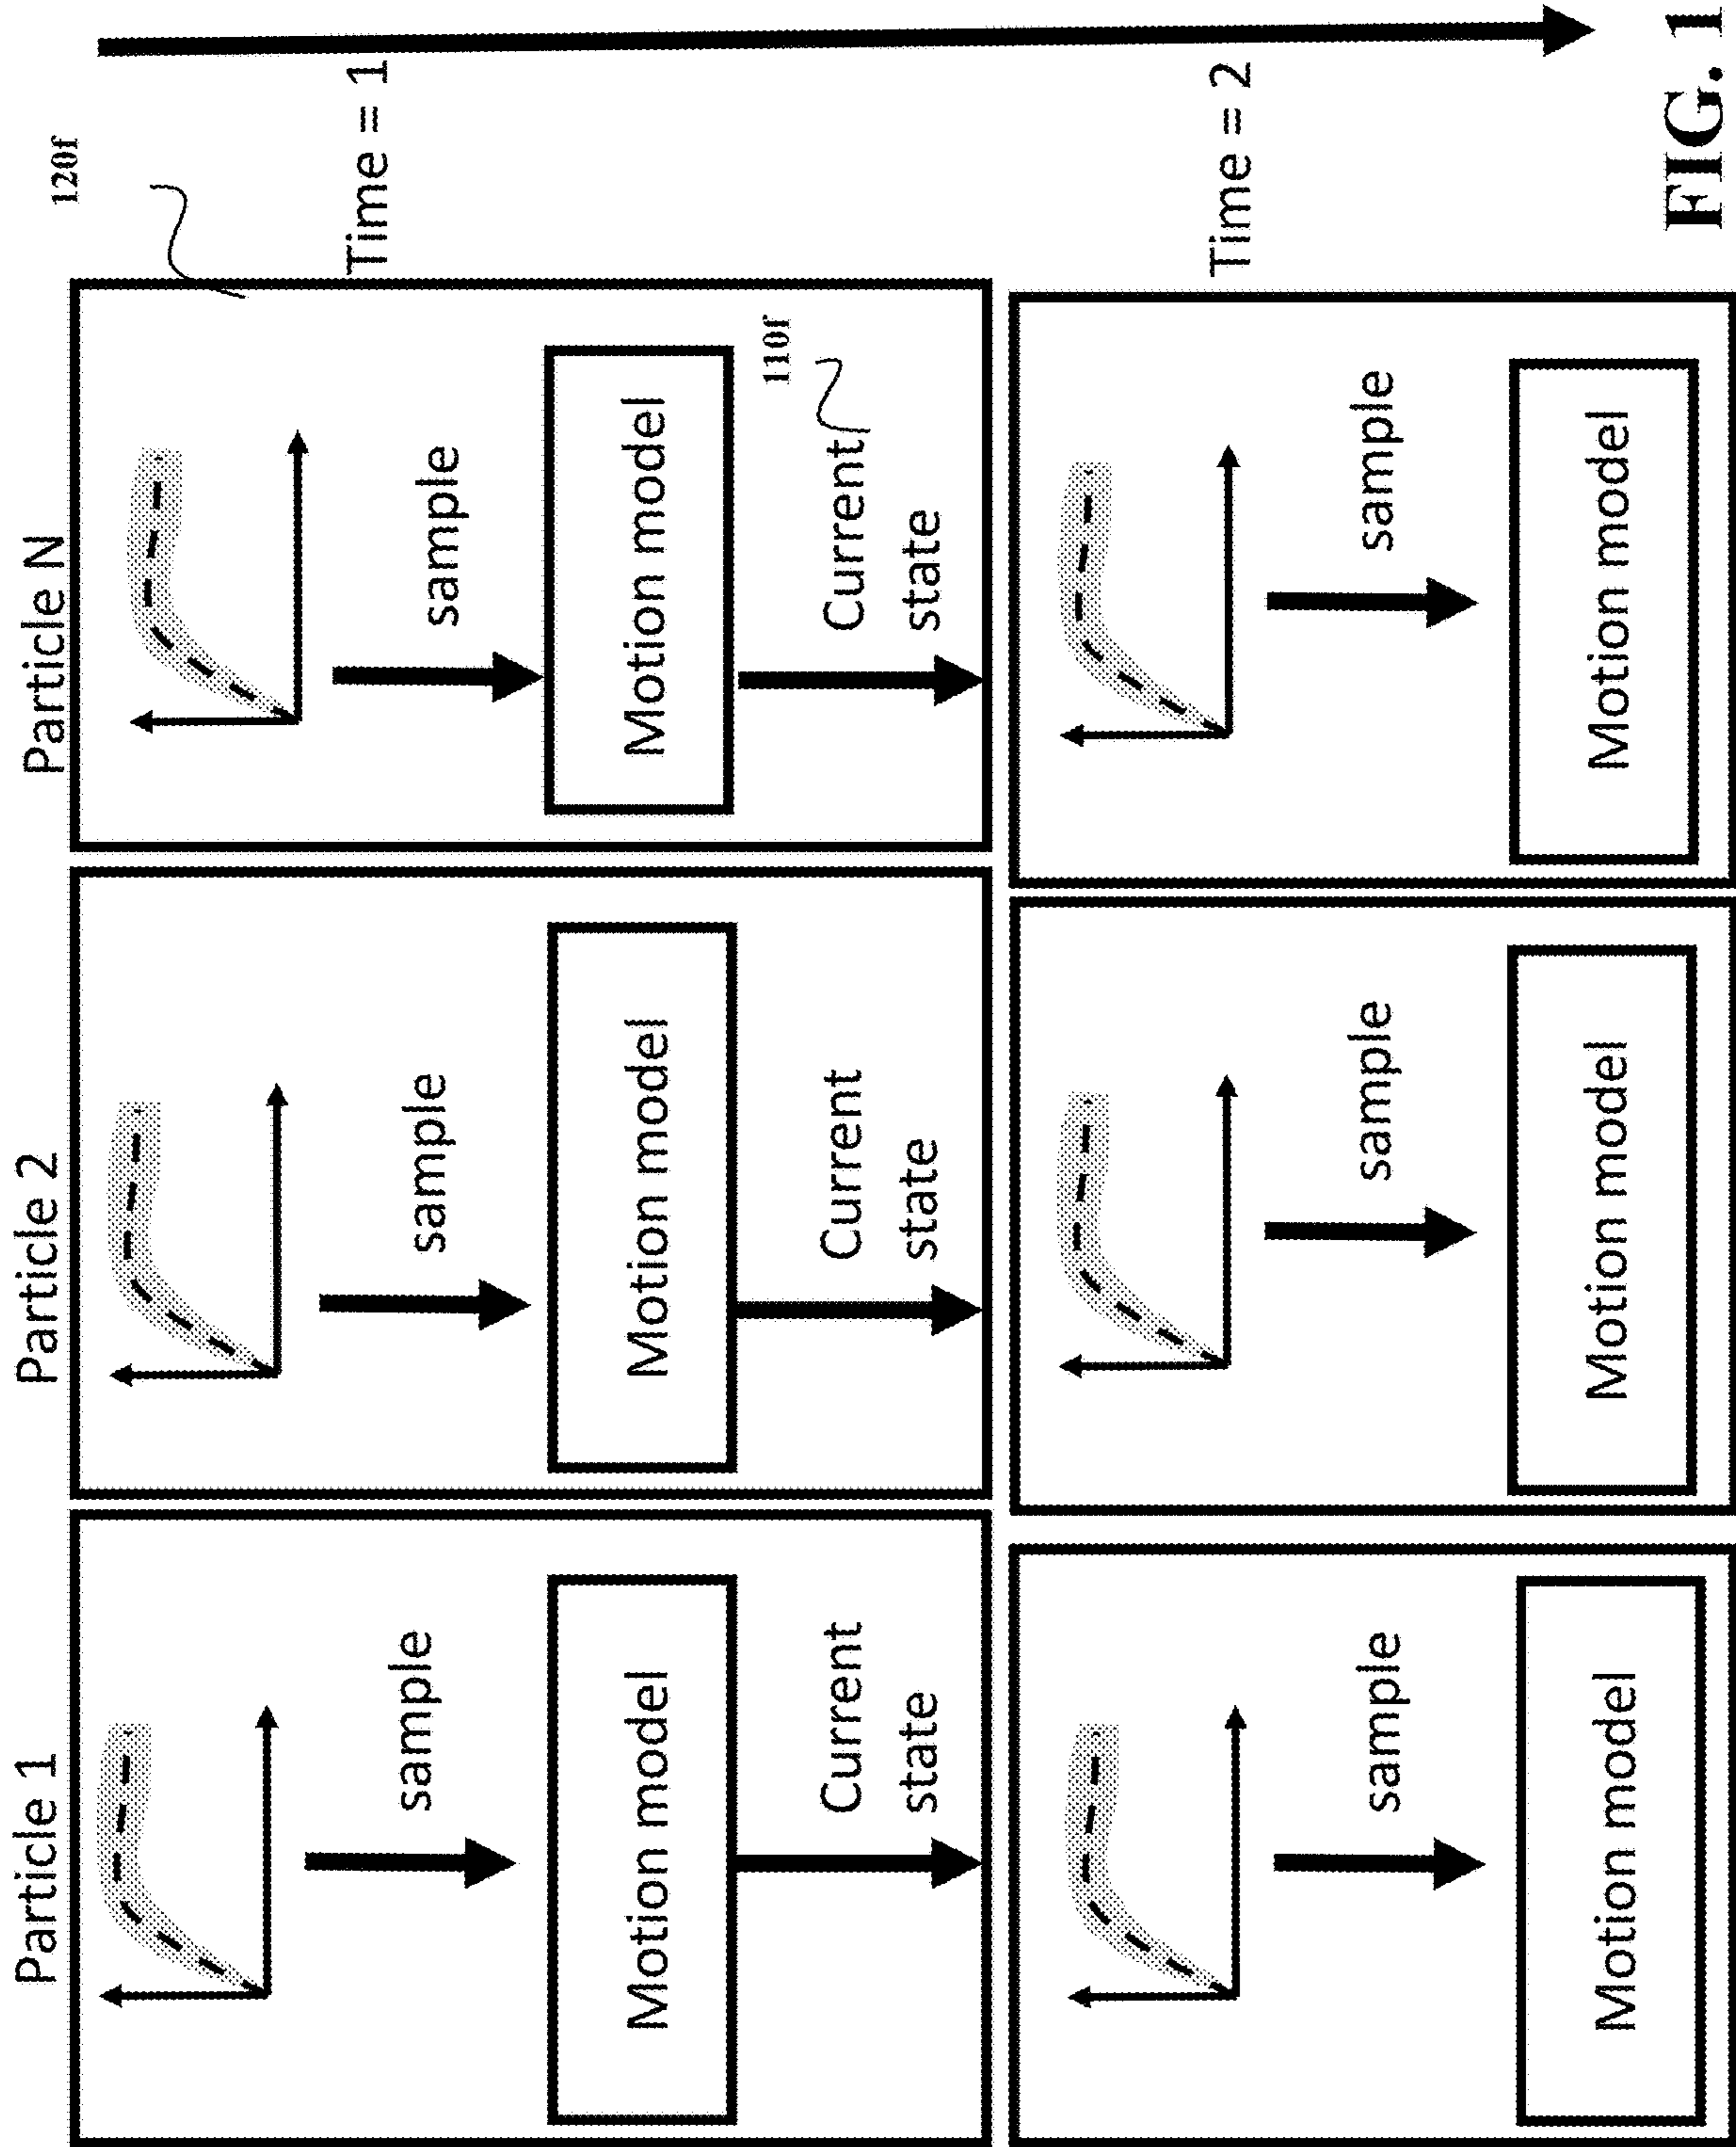 Particle 1
Particle 2
Particle N
120f
sample
sample
sample
Time = 1
Motion model
Motion model
Motion model
110f
Current
state
Current
state
Current
state
sample
sample
sample
Time = 2
Motion model
Motion model
Motion model
FIG. 1